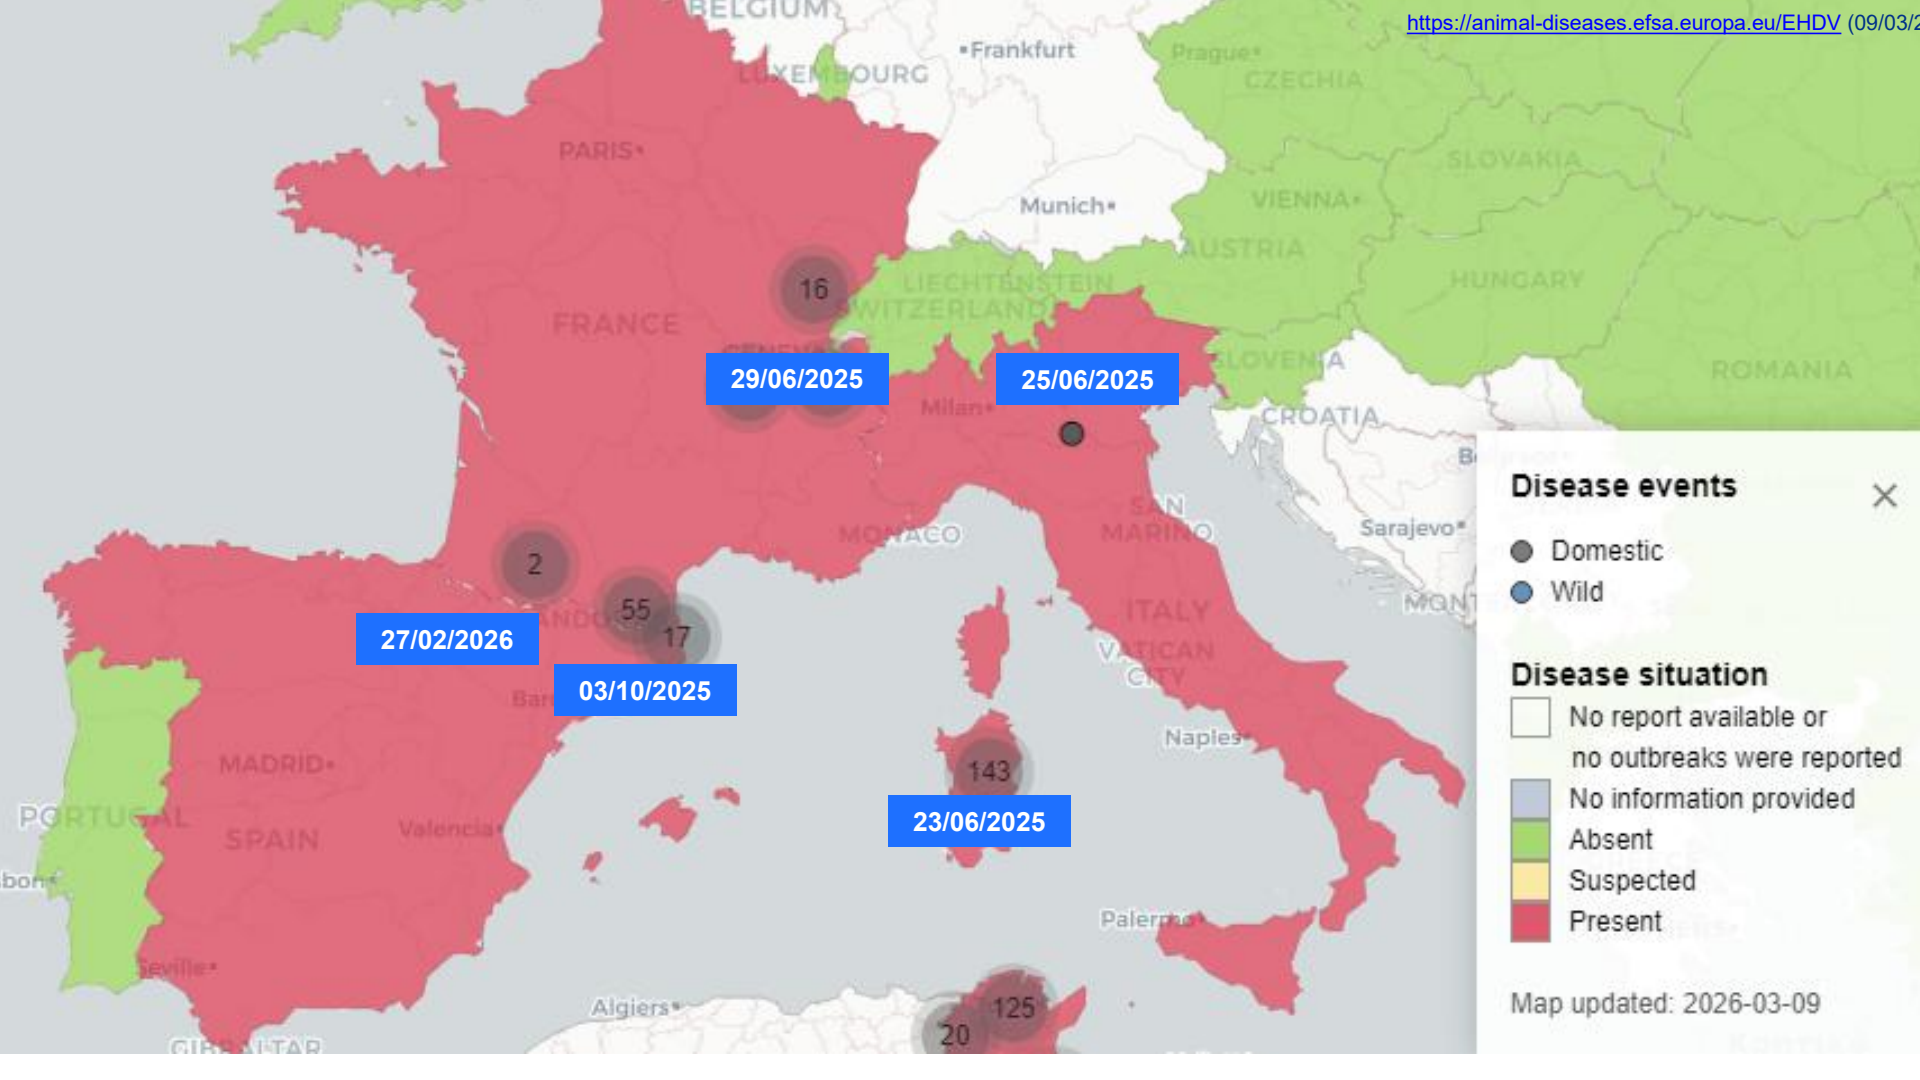 BELGIUM
https://animal-diseases.efsa.europa.eu/EHDV (09/03/2
Frankfurt
Prague
LUXEMBOURG
CZECHIA
PARIS
SLOVAKIA
Munich
VIENNA
AUSTRIA
LIECHTENSTEIN
HUNGARY
16
SWITZERLAND
FRANCE
SLOVENIA
ROMANIA
29/06/2025
25/06/2025
Milan
CROATIA
Disease events
SAN
MARINO
MONACO
Sarajevo
Domestic
2
Wild
MONT
55
ITALY
27/02/2026
17
VATICAN
CITY
Disease situation
03/10/2025
No report available or
Naples
no outbreaks were reported
MADRID
143
No information provided
PORTUGAL
SPAIN
Valencia
23/06/2025
Absent
bon
Suspected
Palermo
Present
Seville
Algiers
125
Map updated: 2026-03-09
20
GIBRALTAR